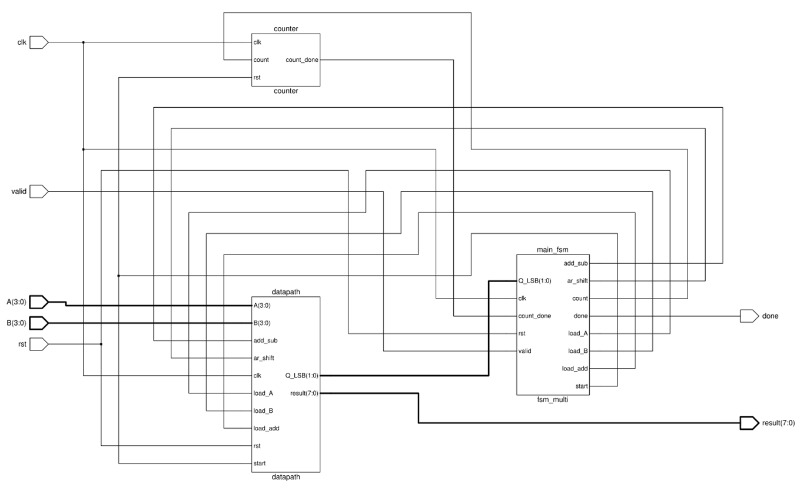 counter
clk
clk
count
count_done
rst
counter
valid
main_fsm
add_sub
Q_LSB(1:0)
ar_shift
clk
count
count_done
done
done
rst
load_A
valid
load_B
load_add
start
fsm_multi
datapath
A(3:0)
A(3:0)
B(3:0)
B(3:0)
rst
add_sub
ar_shift
clk
Q_LSB(1:0)
load_A
result(7:0)
load_B
load_add
rst
start
datapath
result(7:0)